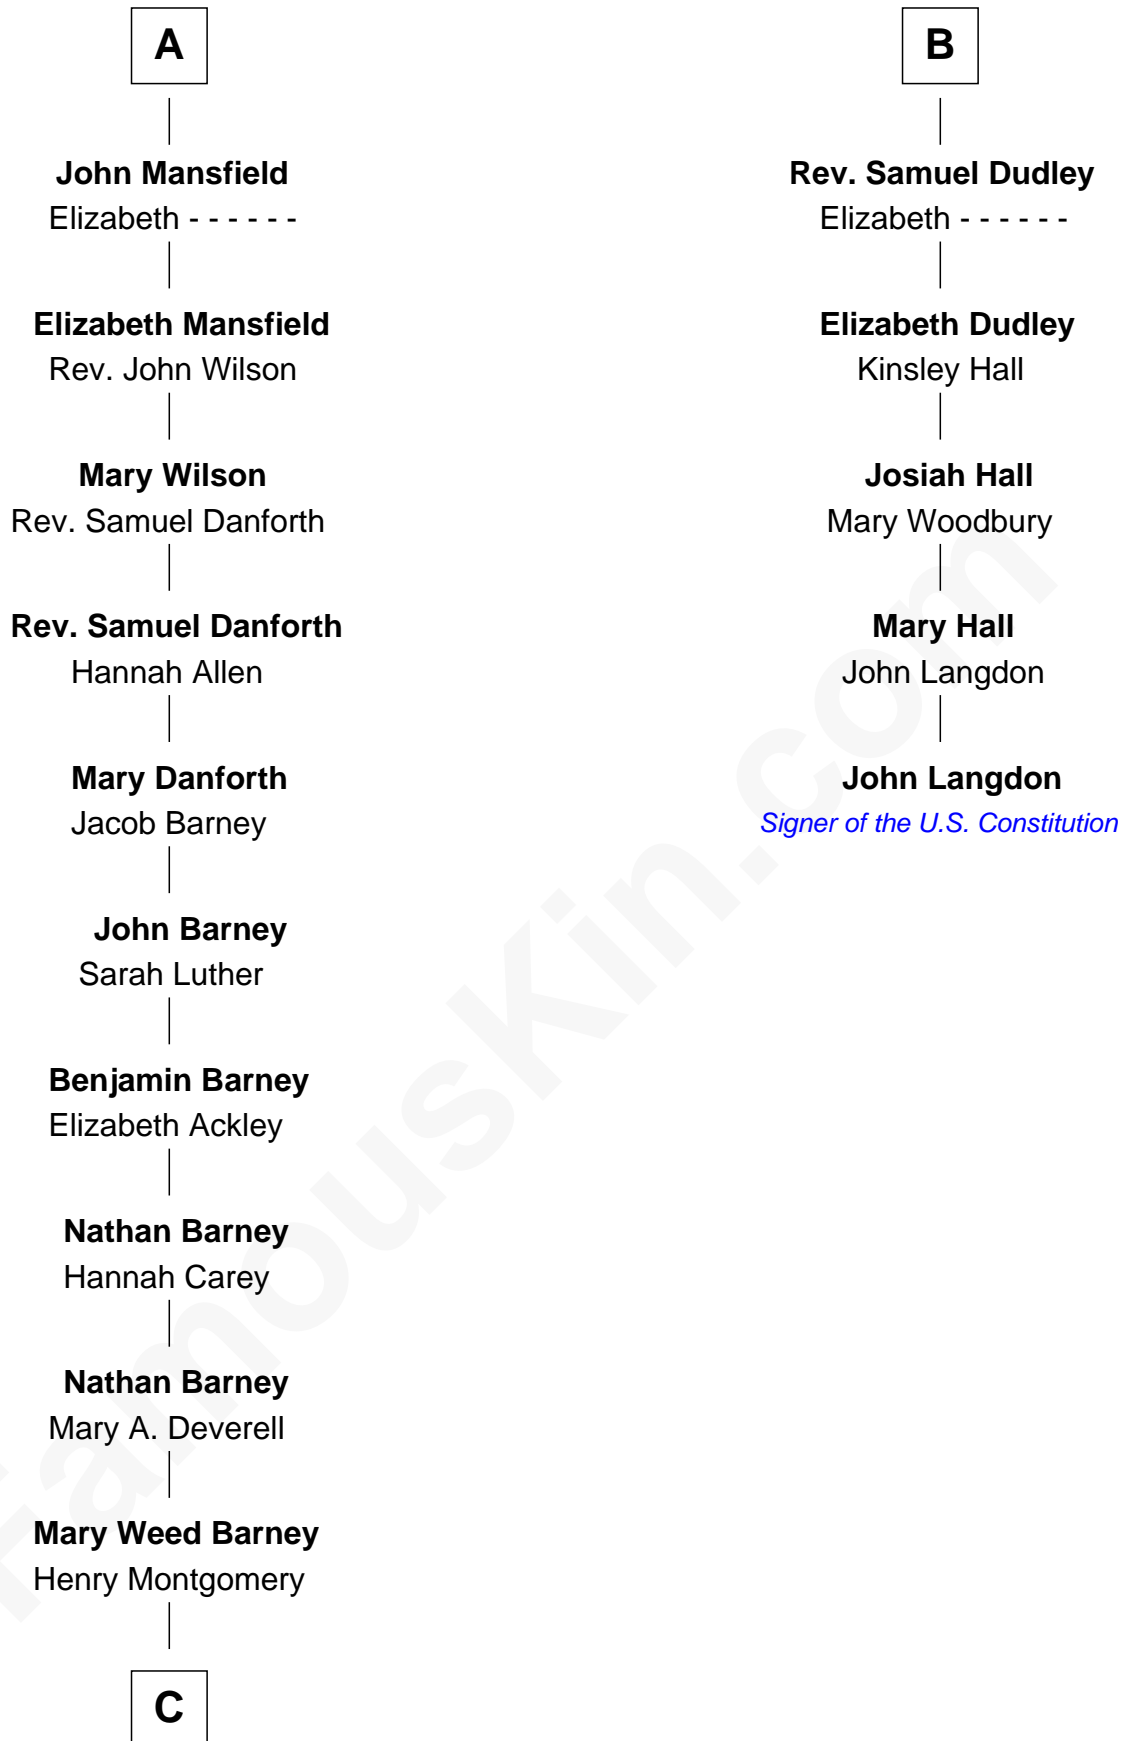 A
John Mansfield
Elizabeth - - - - - -
Elizabeth Mansfield
Rev. John Wilson
Mary Wilson
Rev. Samuel Danforth
Rev. Samuel Danforth
Hannah Allen
Mary Danforth
Jacob Barney
John Barney
Sarah Luther
Benjamin Barney
Elizabeth Ackley
Nathan Barney
Hannah Carey
Nathan Barney
Mary A. Deverell
Mary Weed Barney
Henry Montgomery
C
B
Rev. Samuel Dudley
Elizabeth - - - - - -
Elizabeth Dudley
Kinsley Hall
Josiah Hall
Mary Woodbury
Mary Hall
John Langdon
John Langdon
Signer of the U.S. Constitution
FamousKin.com